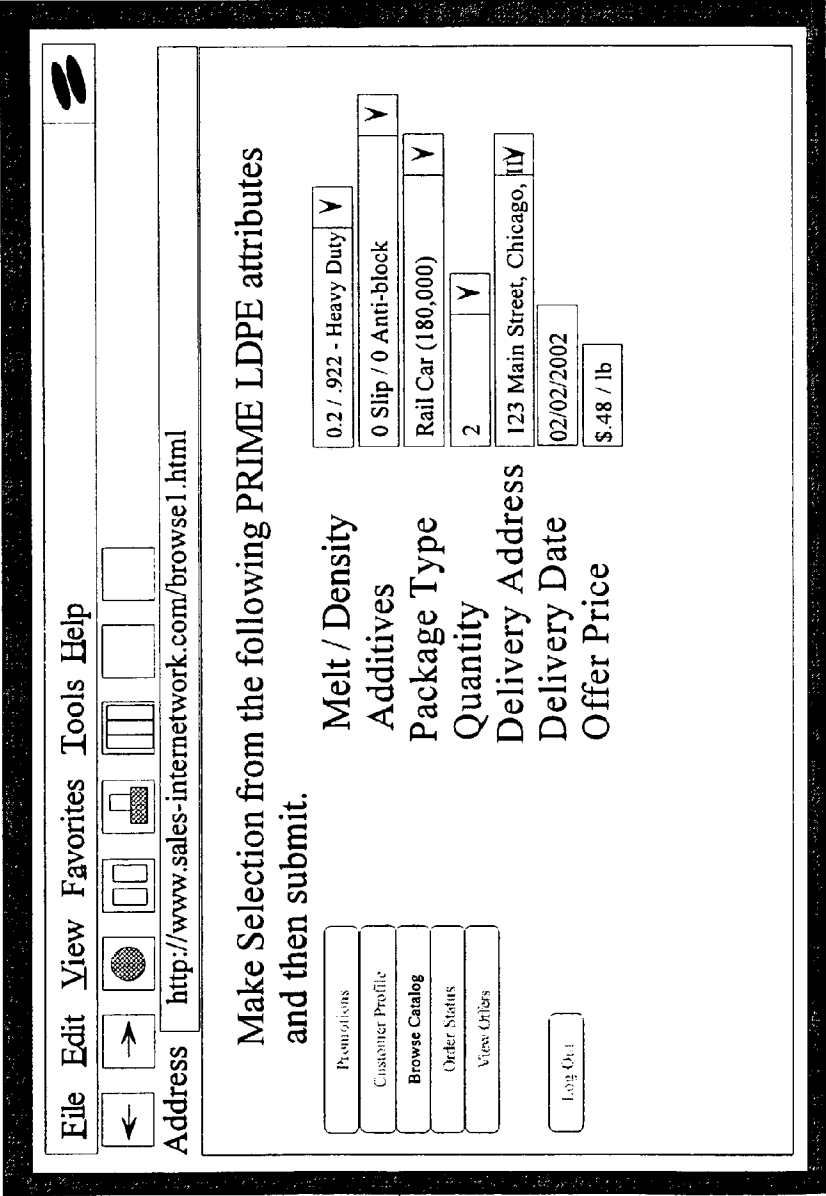 File Edit View Favorites Tools Help
Address http://www.sales-internetwork.com/browse1.html
Make Selection from the following PRIME LDPE attributes
and then submit.
Promotions
Customer Profile
Browse Catalog
Order Status
View Offers
Log Out
Melt / Density 0.2 / .922 - Heavy Duty
Additives 0 Slip / 0 Anti-block
Package Type Rail Car (180,000)
Quantity 2
Delivery Address 123 Main Street, Chicago, IL
Delivery Date 02/02/2002
Offer Price $.48 / lb